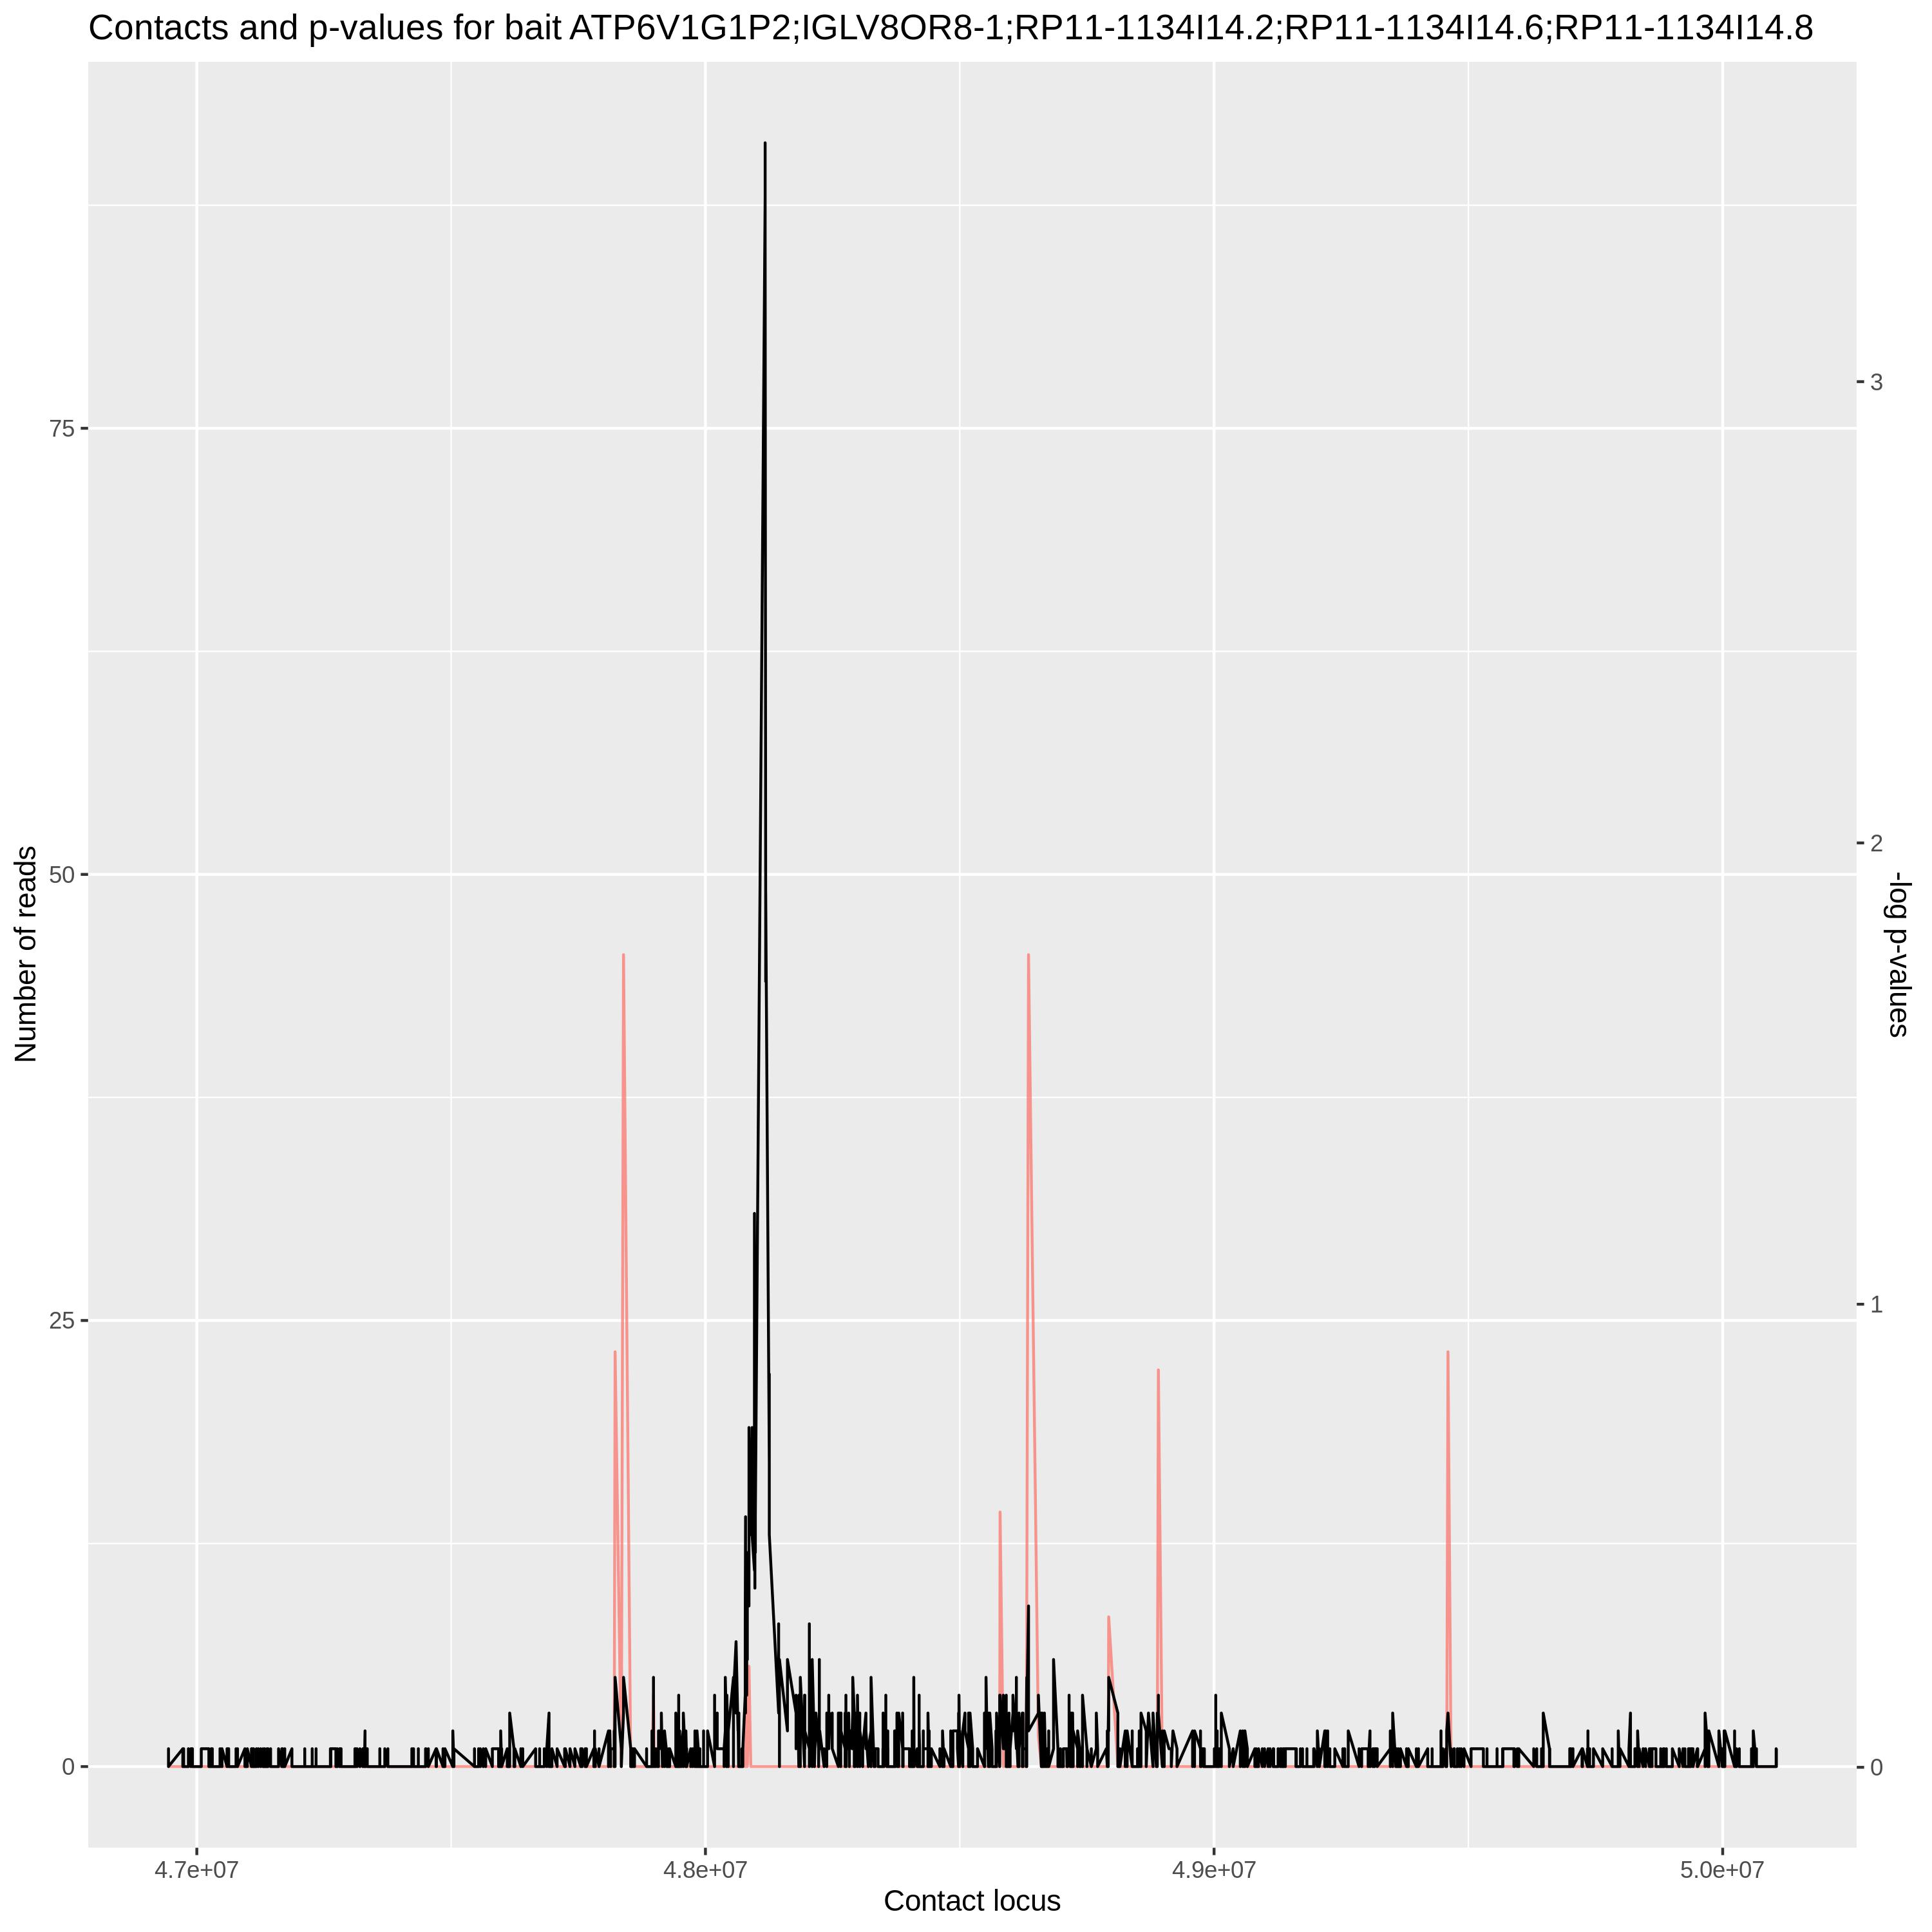 Contacts and p-values for bait ATP6V1G1P2;IGLV8OR8-1;RP11-1134I14.2;RP11-1134I14.6;RP11-1134I14.8
Number of reads
75
50
25
0
3
2
1
0
-log p-values
4.7e+07 4.8e+07 4.9e+07 5.0e+07
Contact locus